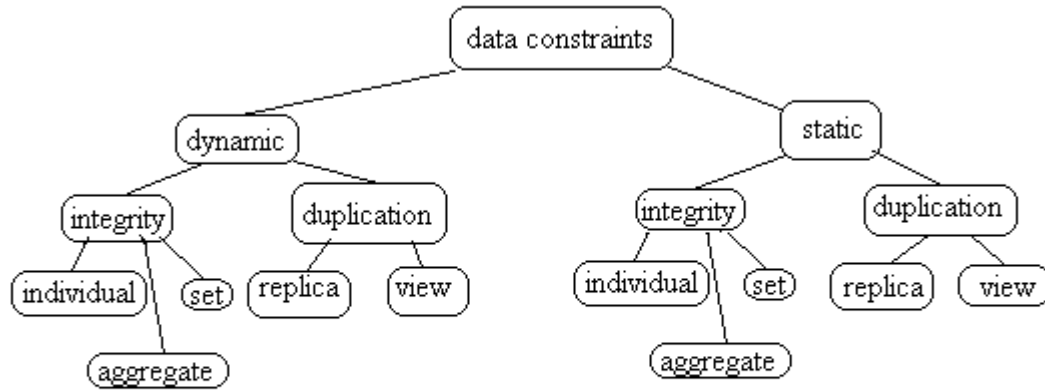 data constraints
dynamic
static
integrity
duplication
integrity
duplication
individual
set
replica
view
individual
set
replica
view
aggregate
aggregate